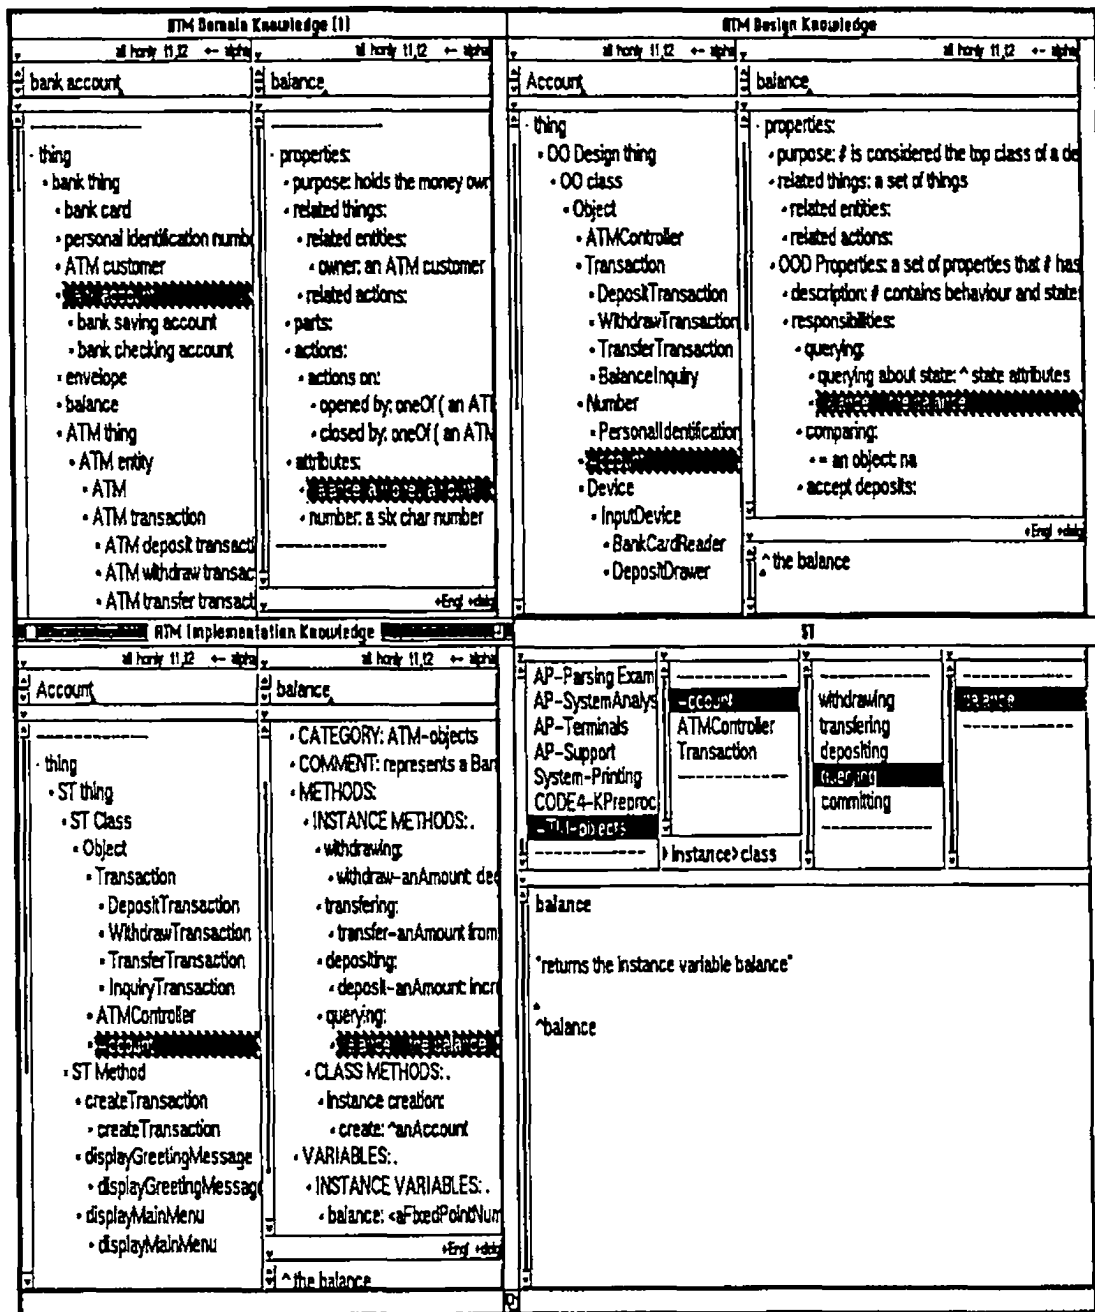 ATM Domain Knowledge (1)
bank account
balance
thing
bank thing
bank card
personal identification numb
ATM customer
bank saving account
bank checking account
envelope
balance
ATM thing
ATM entity
ATM
ATM transaction
ATM deposit transacti
ATM withdraw transac
ATM transfer transact
properties:
purpose: holds the money own
related things:
related entities:
owner: an ATM customer
related actions:
parts:
actions:
actions on:
opened by: oneOf ( an ATM
closed by: oneOf ( an ATM
attributes:
number: a six char number
ATM Design Knowledge
Account
balance
thing
OO Design thing
OO class
Object
ATMController
Transaction
DepositTransaction
WithdrawTransaction
TransferTransaction
BalanceInquiry
Number
PersonalIdentification
Device
InputDevice
BankCardReader
DepositDrawer
properties:
purpose: # is considered the top class of a de
related things: a set of things
related entities:
related actions:
OOD Properties: a set of properties that # has
description: # contains behaviour and state
responsibilities:
querying:
querying about state: ^ state attributes
comparing:
= an object: na
accept deposits:
^ the balance
ATM Implementation Knowledge
Account
balance
thing
ST thing
ST Class
Object
Transaction
DepositTransaction
WithdrawTransaction
TransferTransaction
InquiryTransaction
ATMController
ST Method
createTransaction
createTransaction
displayGreetingMessage
displayGreetingMessage
displayMainMenu
displayMainMenu
CATEGORY: ATM-objects
COMMENT: represents a Ban
METHODS:
INSTANCE METHODS: .
withdrawing:
withdraw-anAmount: dec
transfering:
transfer-anAmount from
depositing:
deposit-anAmount: incr
querying:
CLASS METHODS: .
instance creation:
create: ^anAccount
VARIABLES: .
INSTANCE VARIABLES: .
balance: <aFixedPointNum
^ the balance
ST
AP-Parsing Exam
AP-SystemAnalys
AP-Terminals
AP-Support
System-Printing
CODE4-KPreproc
ATMController
Transaction
instance class
withdrawing
transfering
depositing
querying
committing
balance
balance
"returns the instance variable balance"
^balance